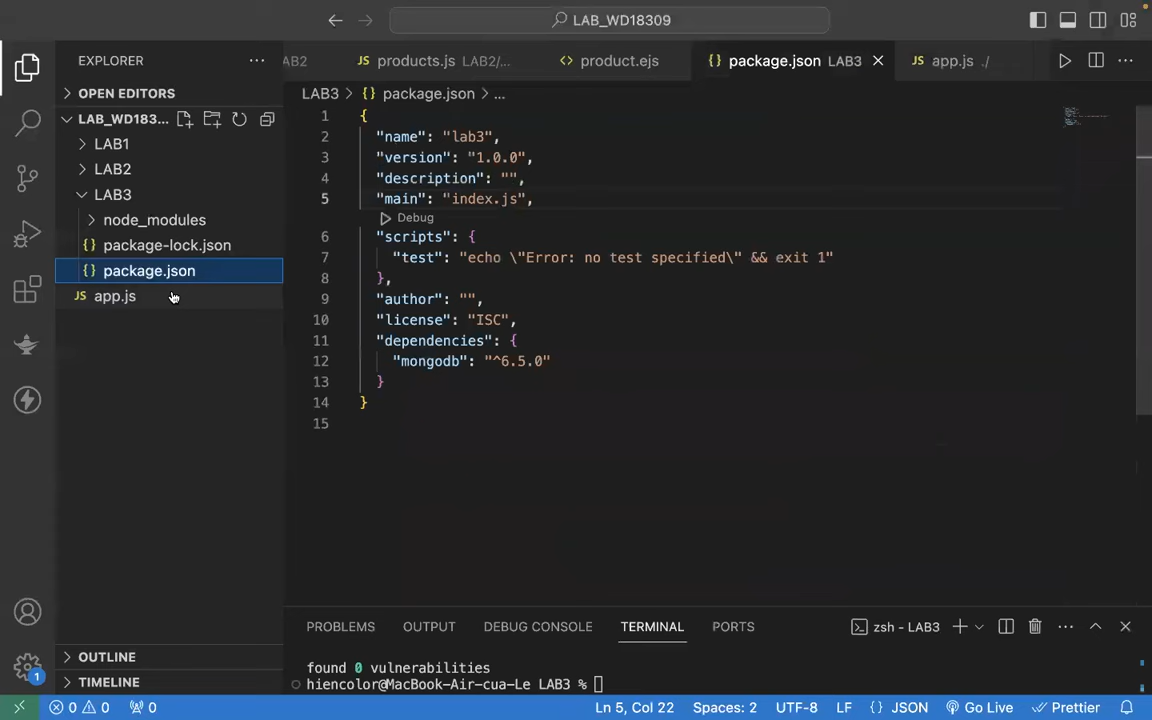 LAB_WD18309
EXPLORER
AB2
JS products.js LAB2/...
<> product.ejs
{} package.json LAB3
JS app.js ./
OPEN EDITORS
LAB3 > {} package.json > ...
LAB_WD183...
LAB1
LAB2
LAB3
node_modules
{} package-lock.json
{} package.json
JS app.js
1 {
2 "name": "lab3",
3 "version": "1.0.0",
4 "description": "",
5 "main": "index.js",
Debug
6 "scripts": {
7 "test": "echo \"Error: no test specified\" && exit 1"
8 },
9 "author": "",
10 "license": "ISC",
11 "dependencies": {
12 "mongodb": "^6.5.0"
13 }
14 }
15
PROBLEMS OUTPUT DEBUG CONSOLE TERMINAL PORTS
zsh - LAB3
OUTLINE
TIMELINE
found 0 vulnerabilities
hiencolor@MacBook-Air-cua-Le LAB3 %
1
0 0 0
Ln 5, Col 22 Spaces: 2 UTF-8 LF {} JSON Go Live Prettier